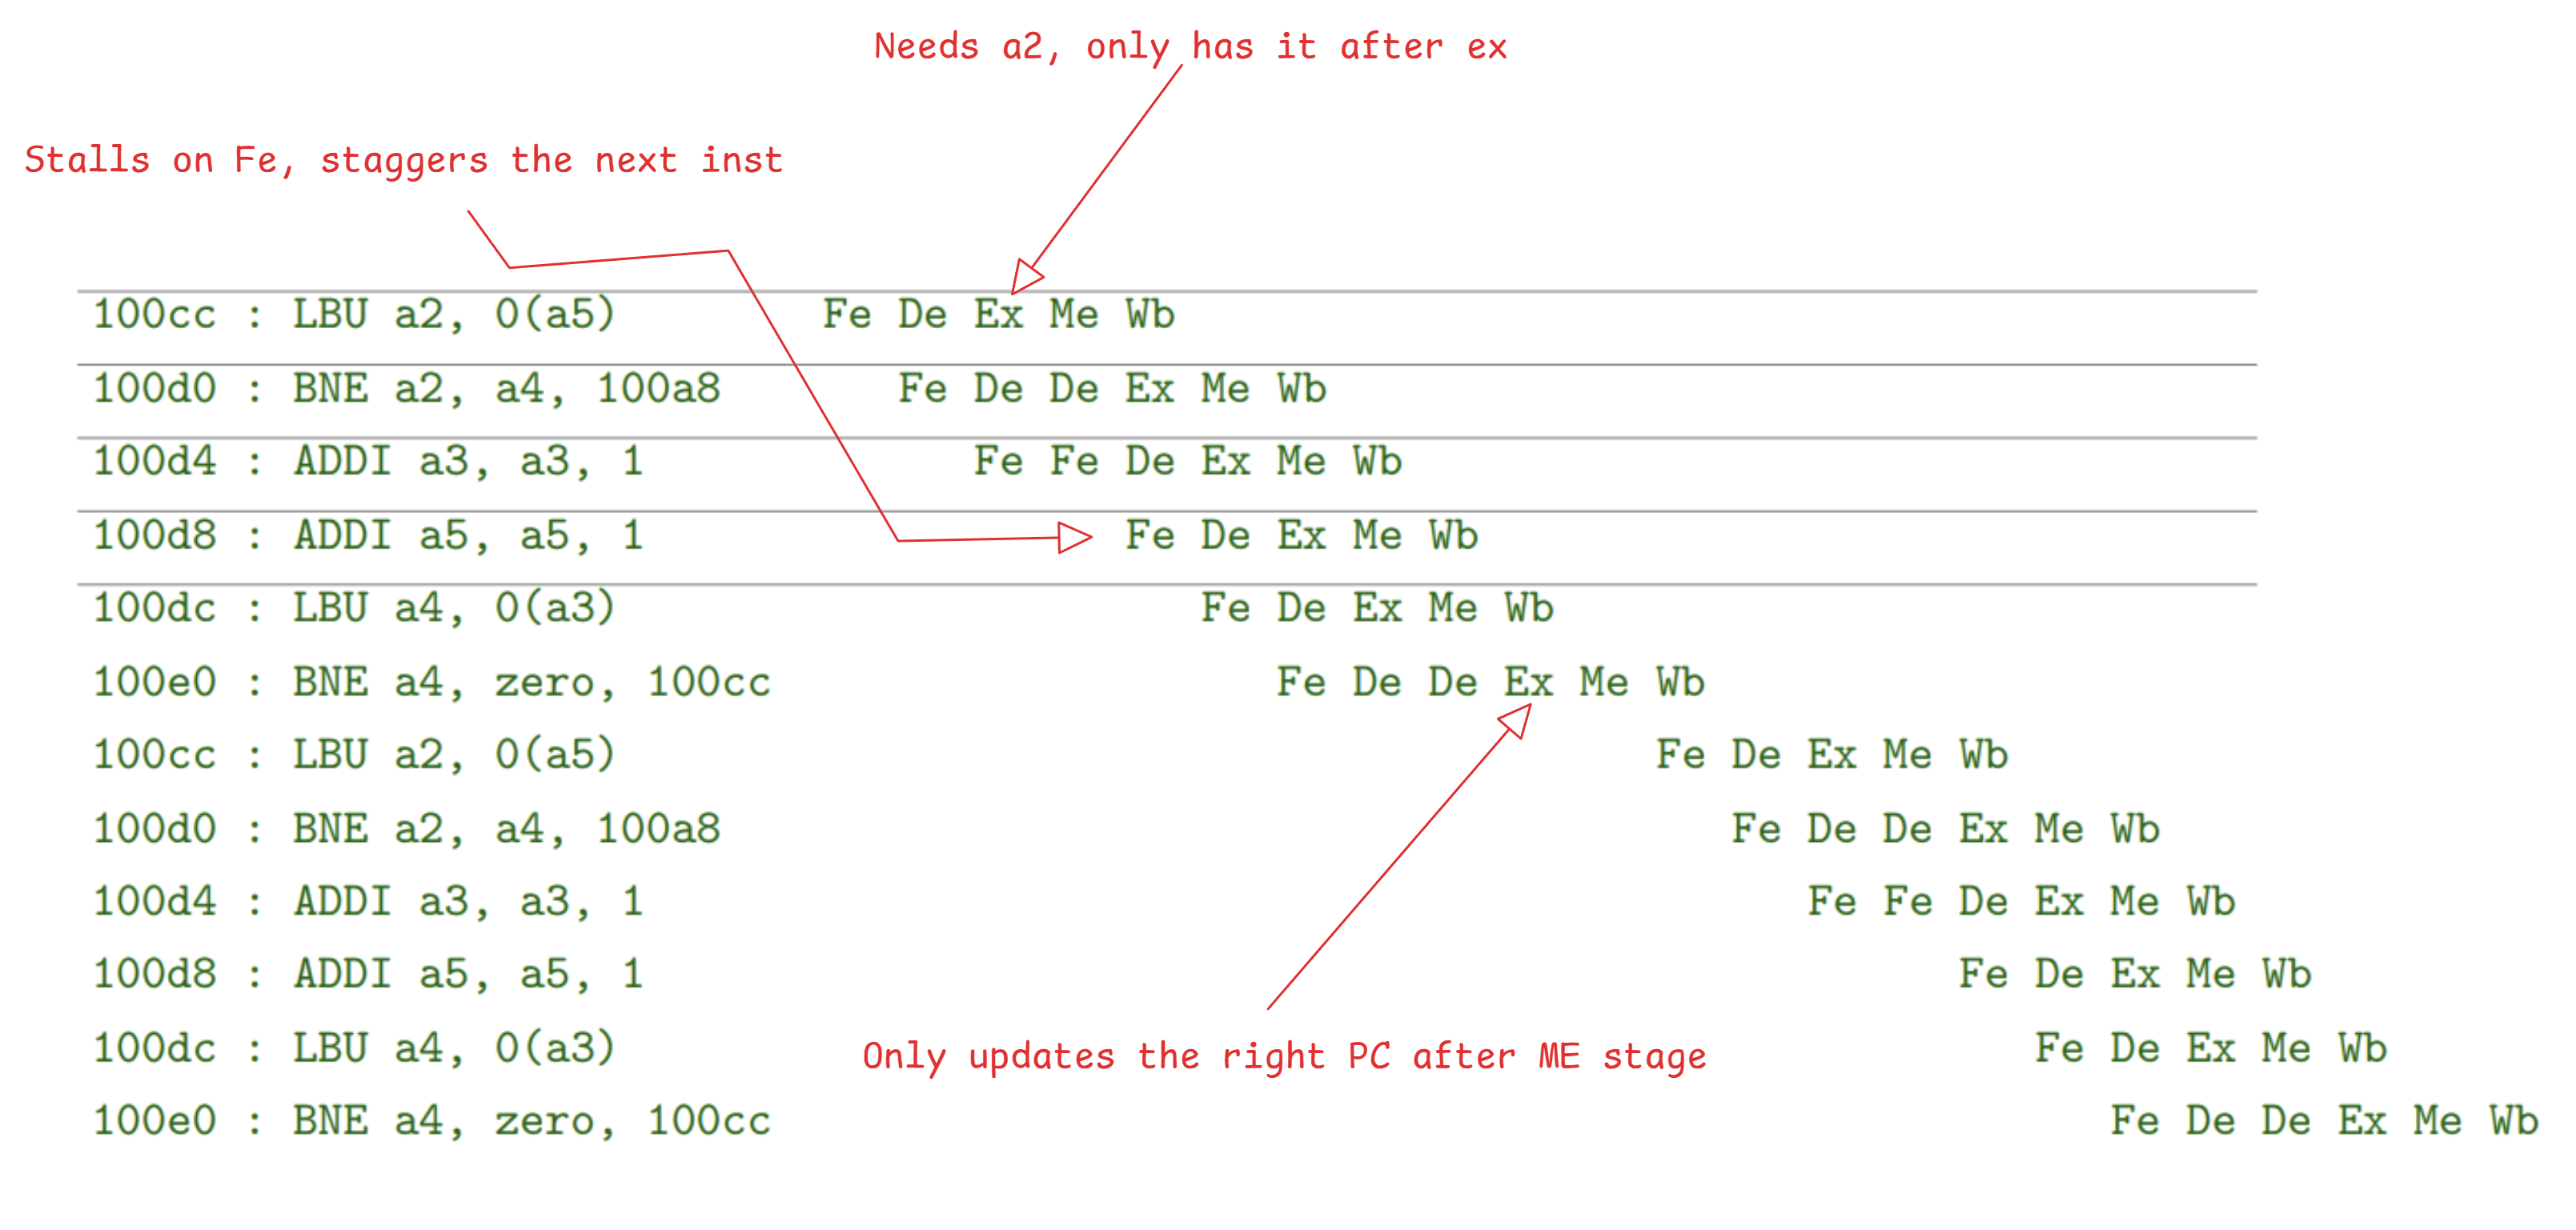 Needs a2, only has it after ex
Stalls on Fe, staggers the next inst
100cc : LBU a2, 0(a5) Fe De Ex Me Wb
100d0 : BNE a2, a4, 100a8 Fe De De Ex Me Wb
100d4 : ADDI a3, a3, 1 Fe Fe De Ex Me Wb
100d8 : ADDI a5, a5, 1 Fe De Ex Me Wb
100dc : LBU a4, 0(a3) Fe De Ex Me Wb
100e0 : BNE a4, zero, 100cc Fe De De Ex Me Wb
100cc : LBU a2, 0(a5) Fe De Ex Me Wb
100d0 : BNE a2, a4, 100a8 Fe De De Ex Me Wb
100d4 : ADDI a3, a3, 1 Fe Fe De Ex Me Wb
100d8 : ADDI a5, a5, 1 Fe De Ex Me Wb
100dc : LBU a4, 0(a3) Fe De Ex Me Wb
Only updates the right PC after ME stage
100e0 : BNE a4, zero, 100cc Fe De De Ex Me Wb